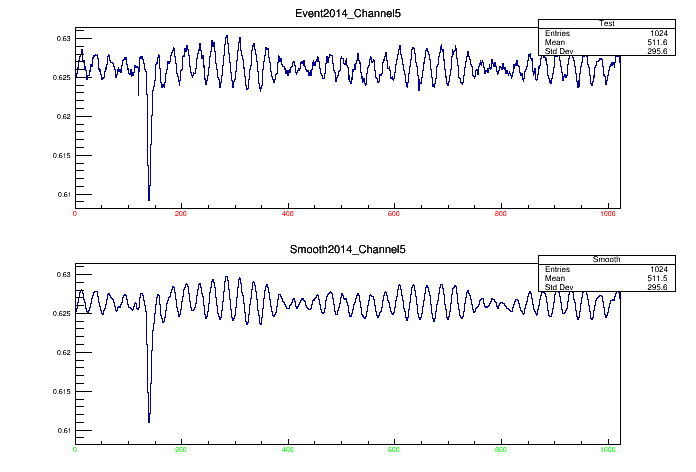 Event2014_Channel5
Test
Entries 1024
Mean 511.6
Std Dev 295.6
0.63
0.625
0.62
0.615
0.61
0 200 400 600 800 1000
Smooth2014_Channel5
Smooth
Entries 1024
Mean 511.5
Std Dev 295.6
0.63
0.625
0.62
0.615
0.61
0 200 400 600 800 1000